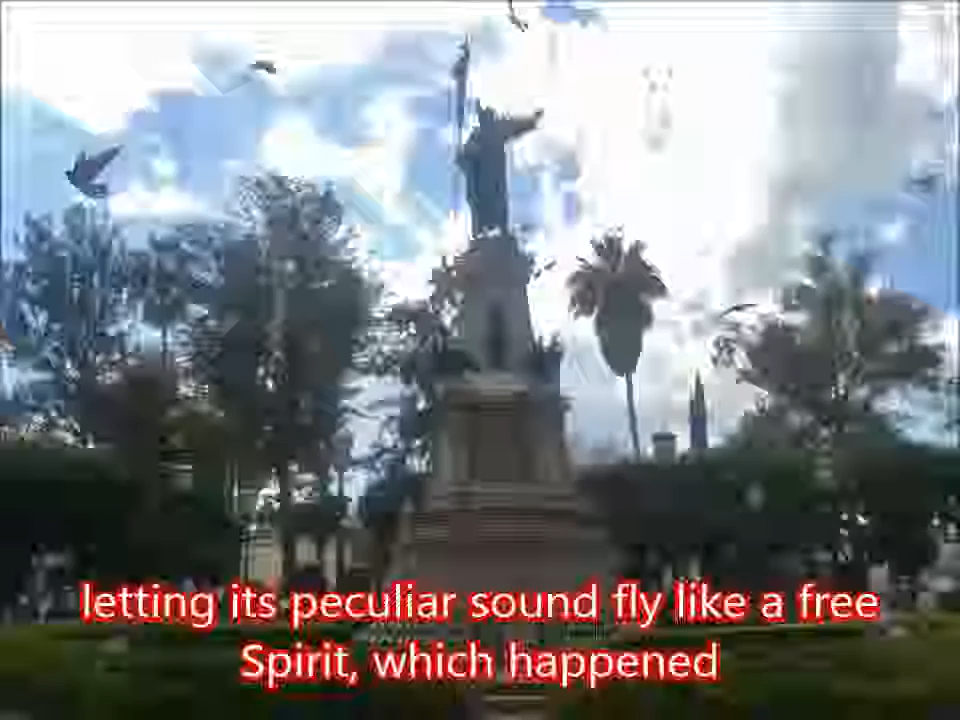 letting its peculiar sound fly like a free
Spirit, which happened